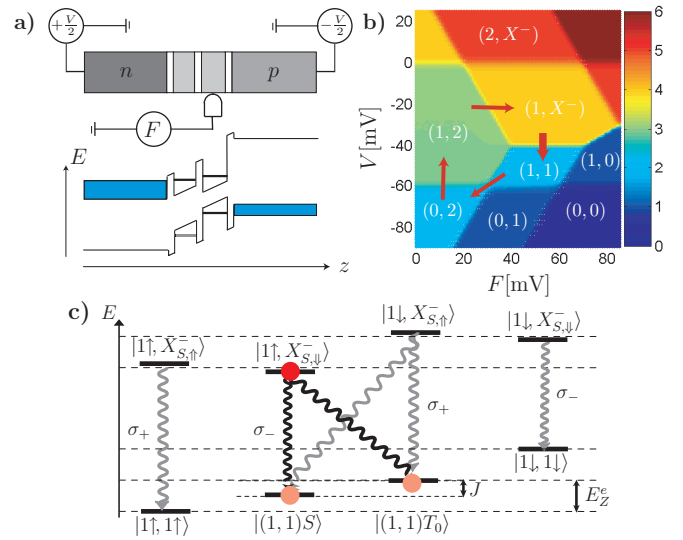 a)
+V/2
−V/2
n
p
F
E
z
b)
(2, X⁻)
(1, X⁻)
(1, 2)
(1, 1)
(1, 0)
(0, 2)
(0, 1)
(0, 0)
V[mV]
20
0
-20
-40
-60
-80
0
20
40
60
80
F[mV]
6
5
4
3
2
1
0
c)
E
|1↑, X⁻_{S,⇑}⟩
|1↑, X⁻_{S,⇓}⟩
|1↓, X⁻_{S,⇑}⟩
|1↓, X⁻_{S,⇓}⟩
σ₊
σ₋
σ₊
σ₋
|1↑, 1↑⟩
|(1, 1)S⟩
|(1, 1)T₀⟩
|1↓, 1↓⟩
J
E_Z^e